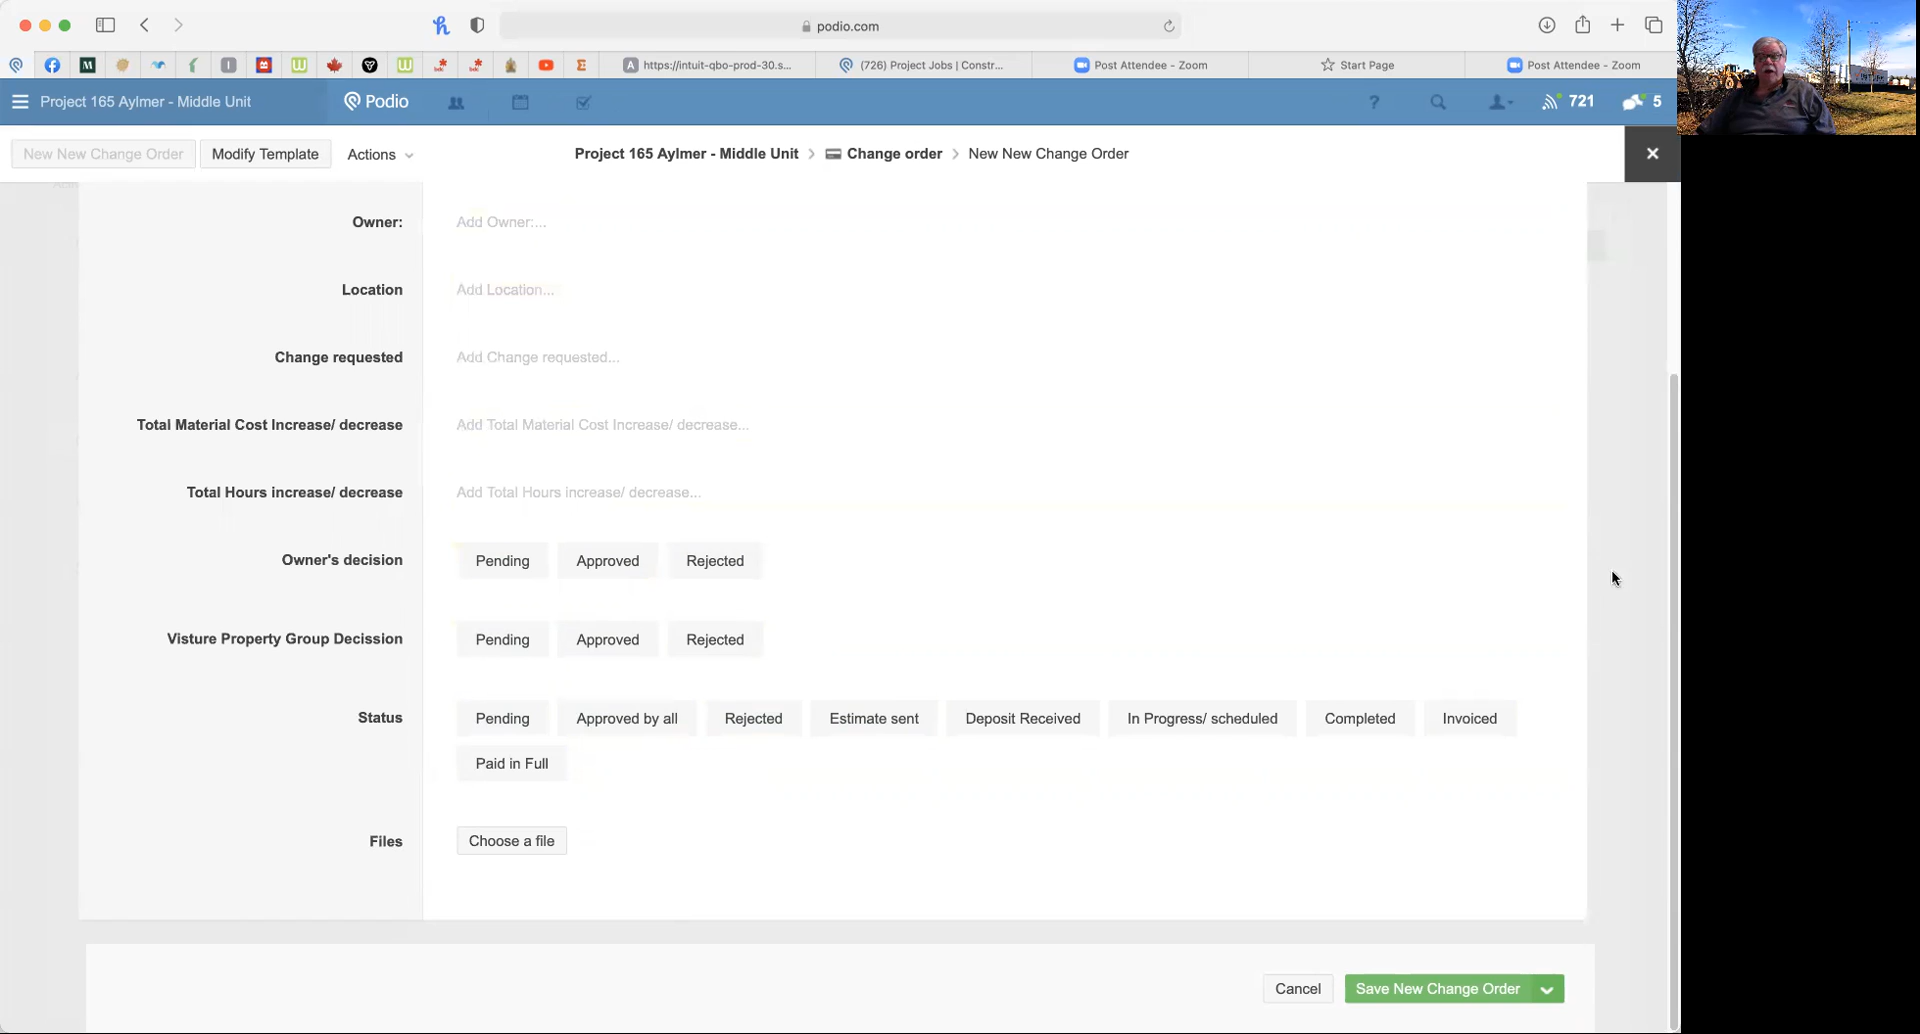 podio.com
https://intuit-qbo-prod-30.s...
(726) Project Jobs | Constr...
Post Attendee - Zoom
Start Page
Post Attendee - Zoom
Project 165 Aylmer - Middle Unit
Podio
721
5
New New Change Order
Modify Template
Actions
Project 165 Aylmer - Middle Unit > Change order > New New Change Order
Owner:
Add Owner:...
Location
Add Location...
Change requested
Add Change requested...
Total Material Cost Increase/ decrease
Add Total Material Cost Increase/ decrease...
Total Hours increase/ decrease
Add Total Hours increase/ decrease...
Owner's decision
Pending Approved Rejected
Visture Property Group Decission
Pending Approved Rejected
Status
Pending Approved by all Rejected Estimate sent Deposit Received In Progress/ scheduled Completed Invoiced
Paid in Full
Files
Choose a file
Cancel
Save New Change Order